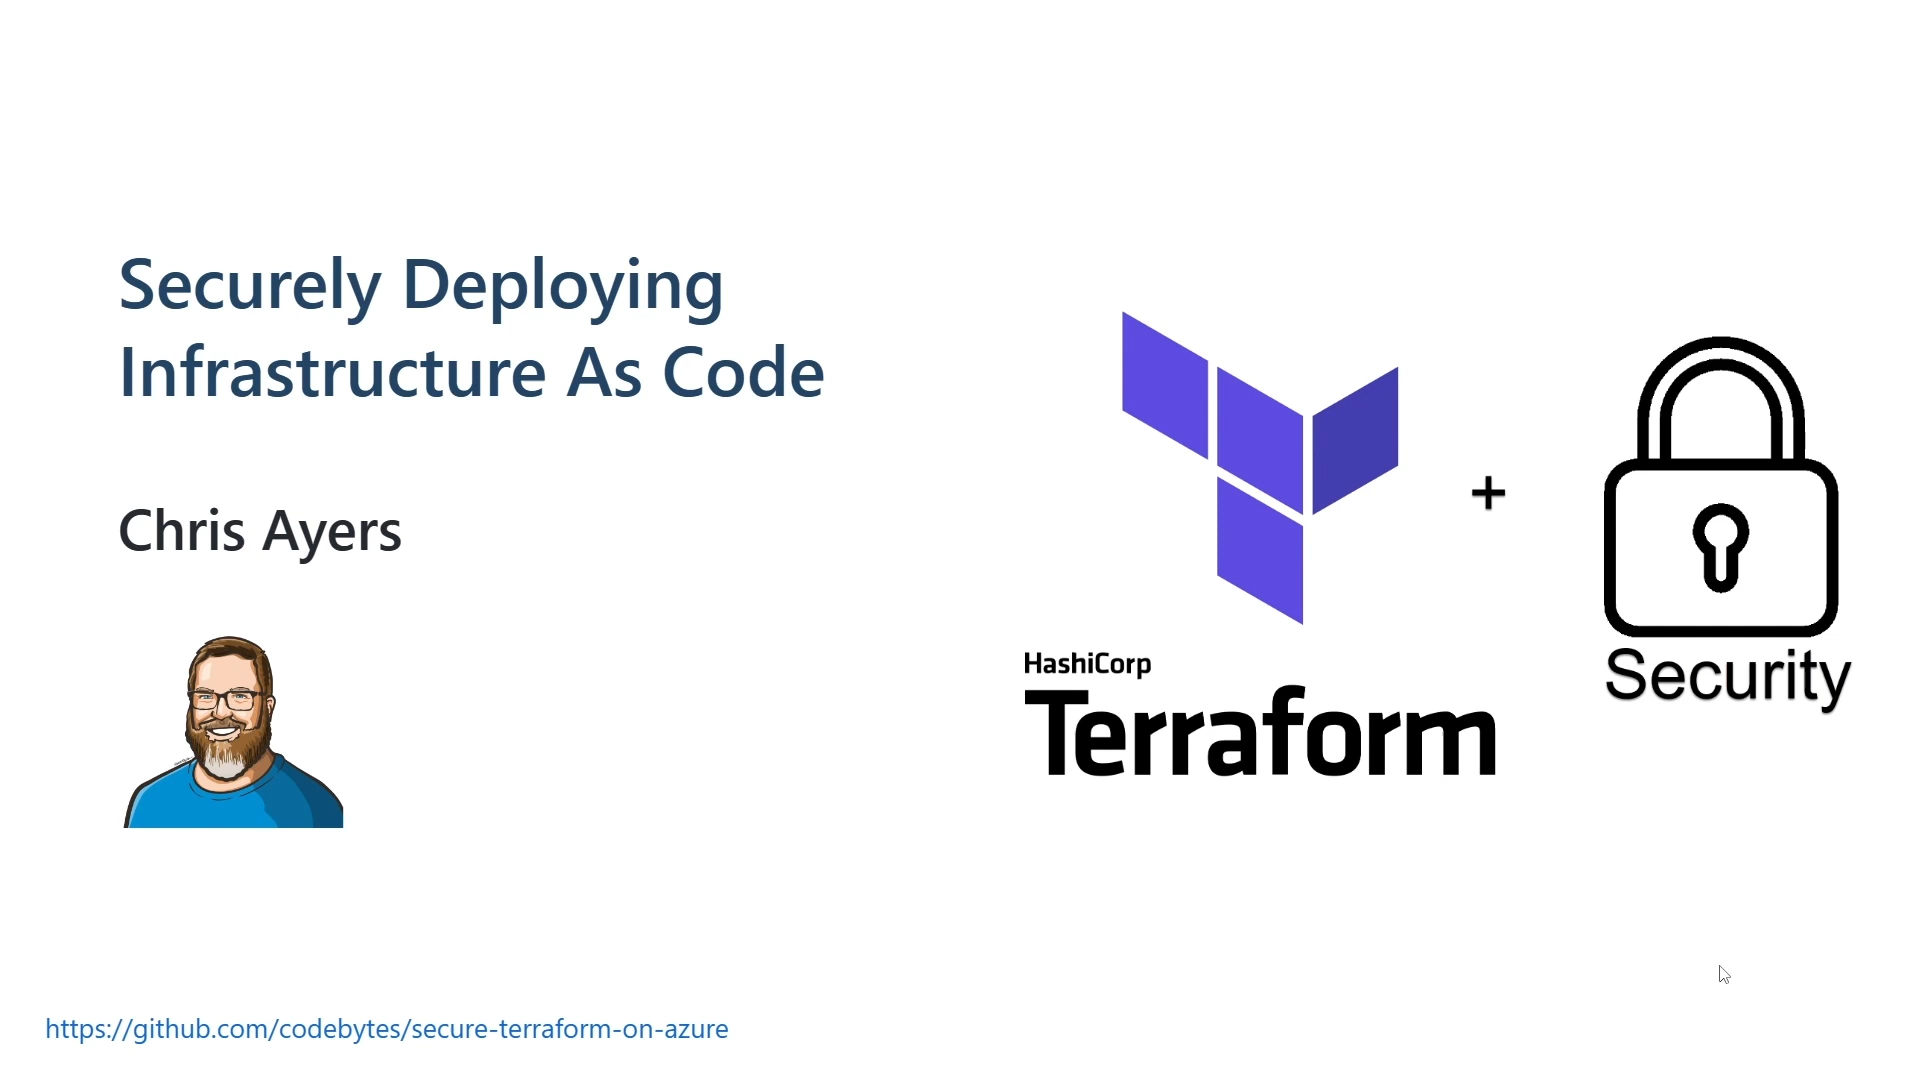 Securely Deploying
Infrastructure As Code
Chris Ayers
HashiCorp
Terraform
+
Security
https://github.com/codebytes/secure-terraform-on-azure